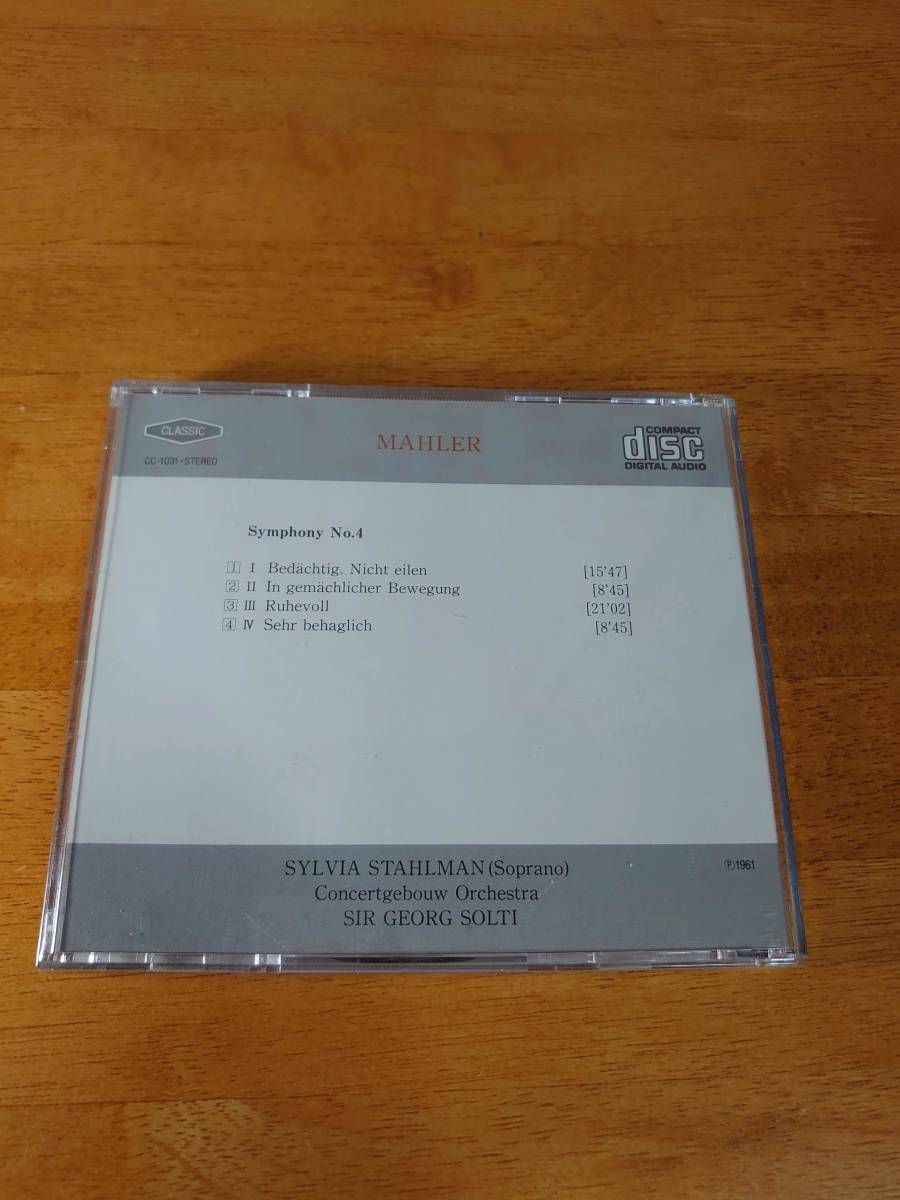 CLASSIC
CC-1031・STEREO
MAHLER
COMPACT
disc
DIGITAL AUDIO
Symphony No.4
1 I Bedächtig. Nicht eilen [15'47]
2 II In gemächlicher Bewegung [8'45]
3 III Ruhevoll [21'02]
4 IV Sehr behaglich [8'45]
SYLVIA STAHLMAN (Soprano)
Concertgebouw Orchestra
SIR GEORG SOLTI
Ⓟ1961